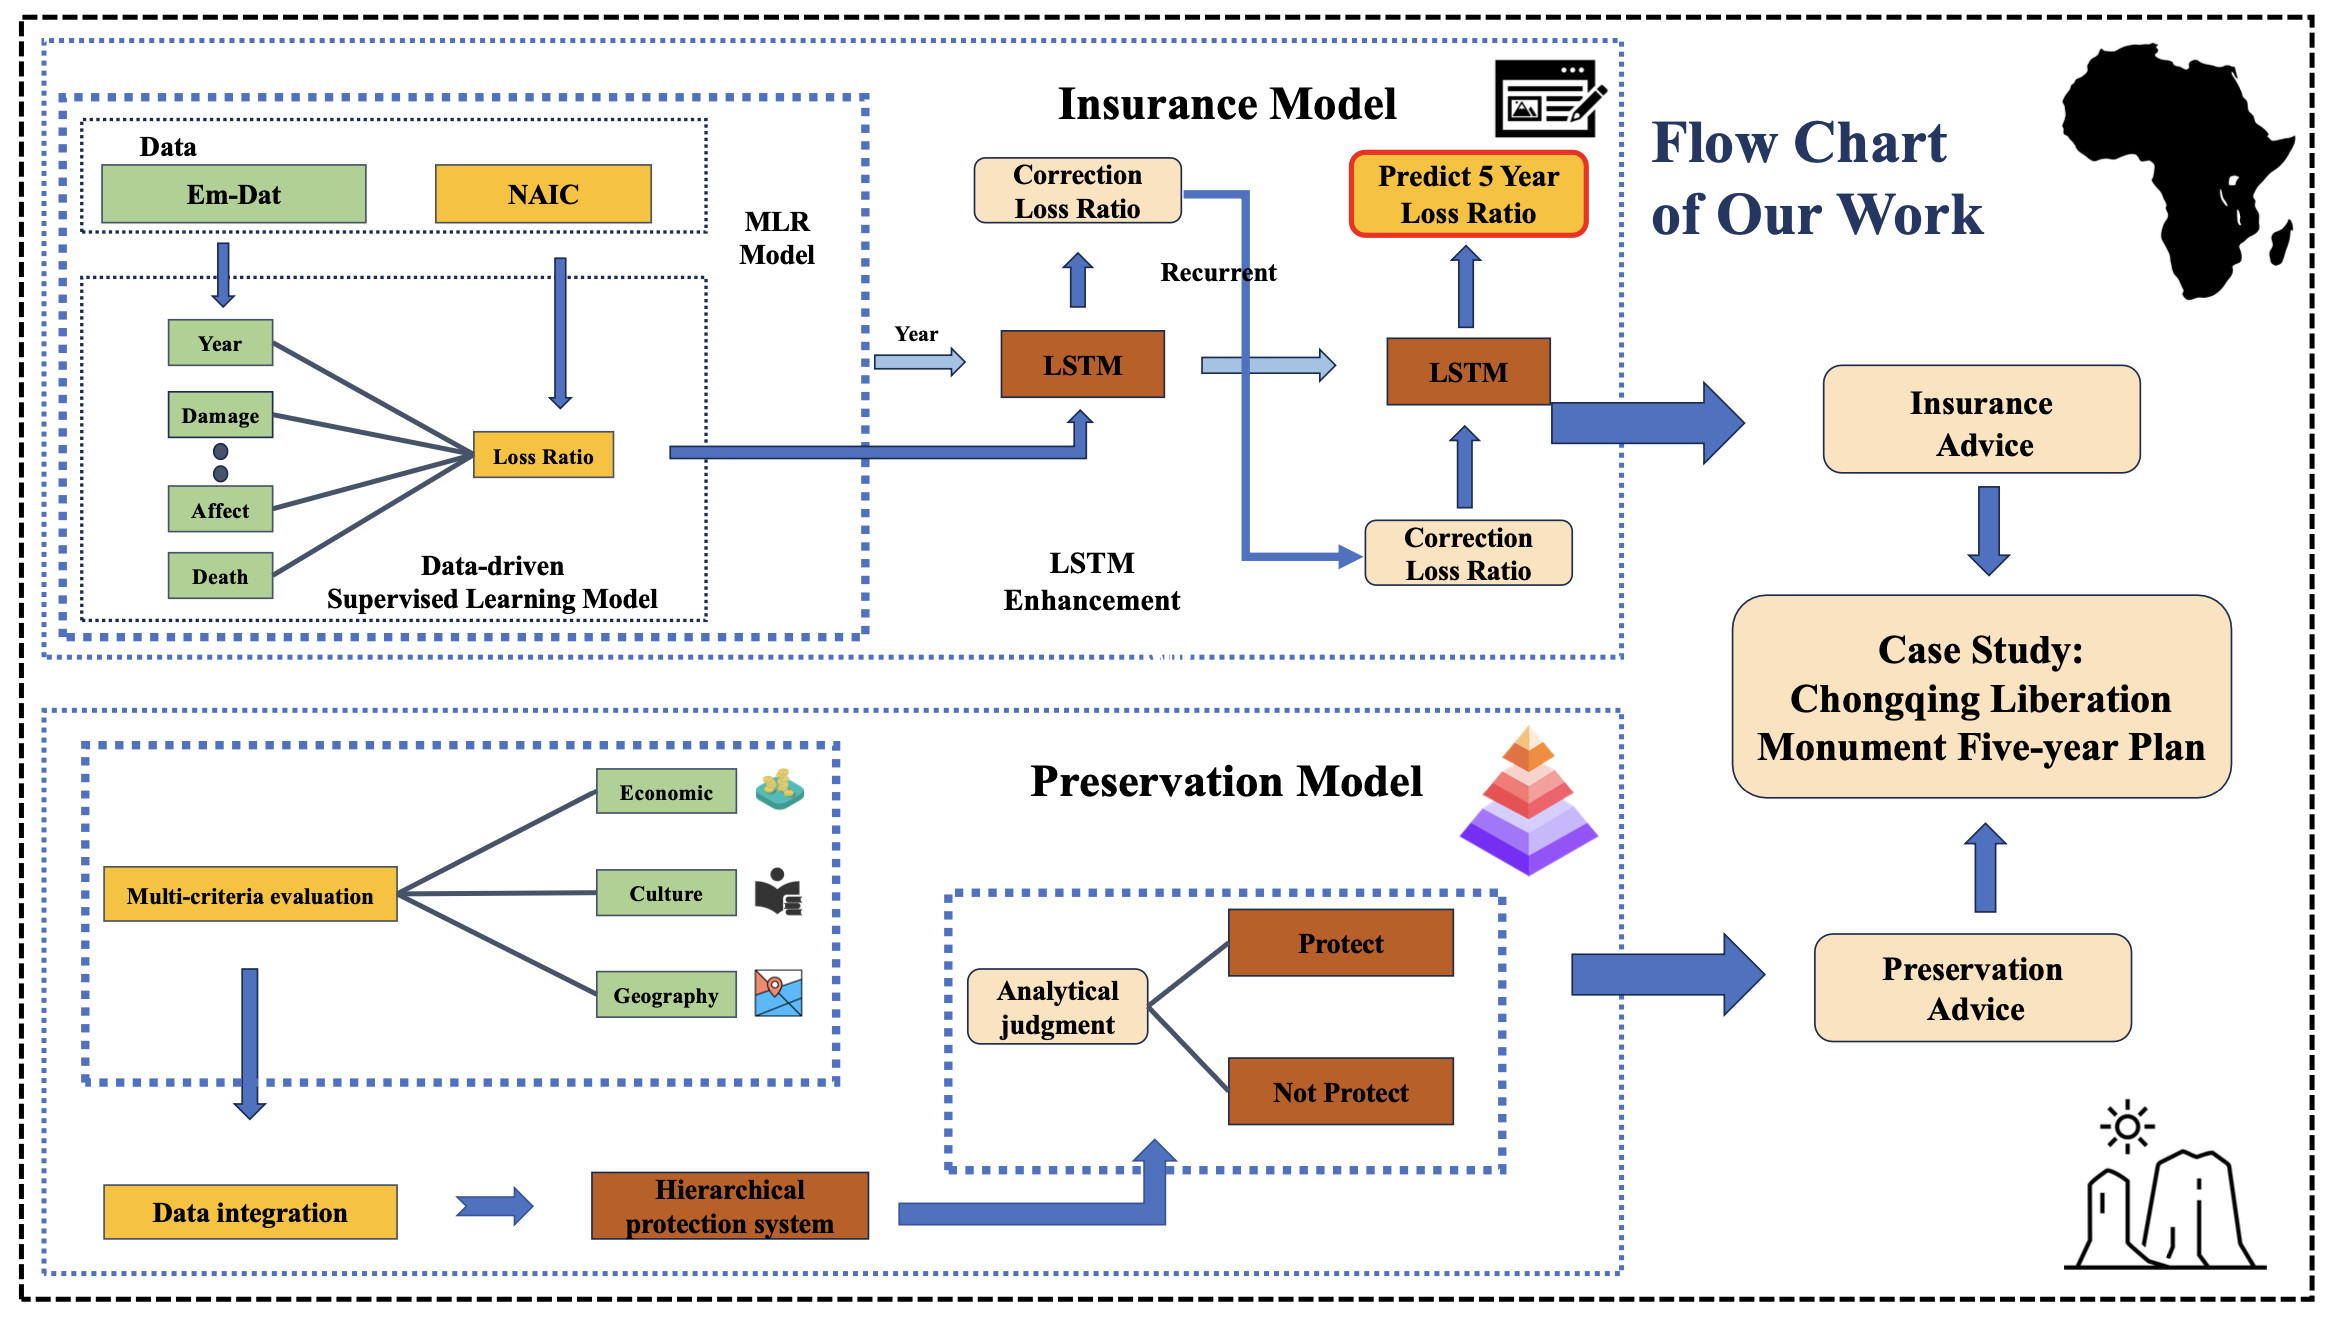 Insurance Model
Flow Chart
of Our Work
Data
Em-Dat
NAIC
MLR
Model
Year
Damage
Affect
Death
Loss Ratio
Data-driven
Supervised Learning Model
Year
Correction
Loss Ratio
LSTM
Recurrent
LSTM
Enhancement
Predict 5 Year
Loss Ratio
LSTM
Correction
Loss Ratio
Insurance
Advice
Case Study:
Chongqing Liberation
Monument Five-year Plan
Preservation
Advice
Preservation Model
Multi-criteria evaluation
Economic
Culture
Geography
Data integration
Hierarchical
protection system
Analytical
judgment
Protect
Not Protect